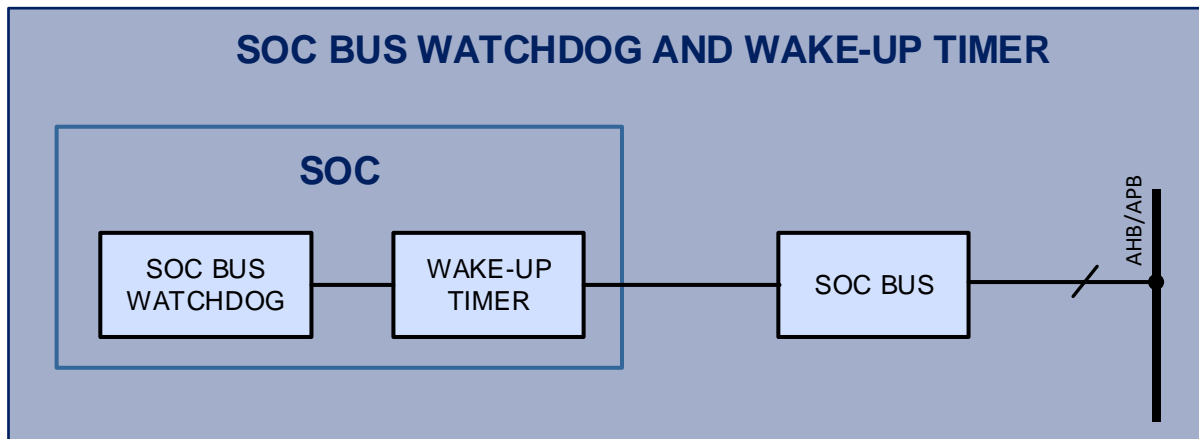 SOC BUS WATCHDOG AND WAKE-UP TIMER
SOC
SOC BUS
WATCHDOG
WAKE-UP
TIMER
SOC BUS
AHB/APB